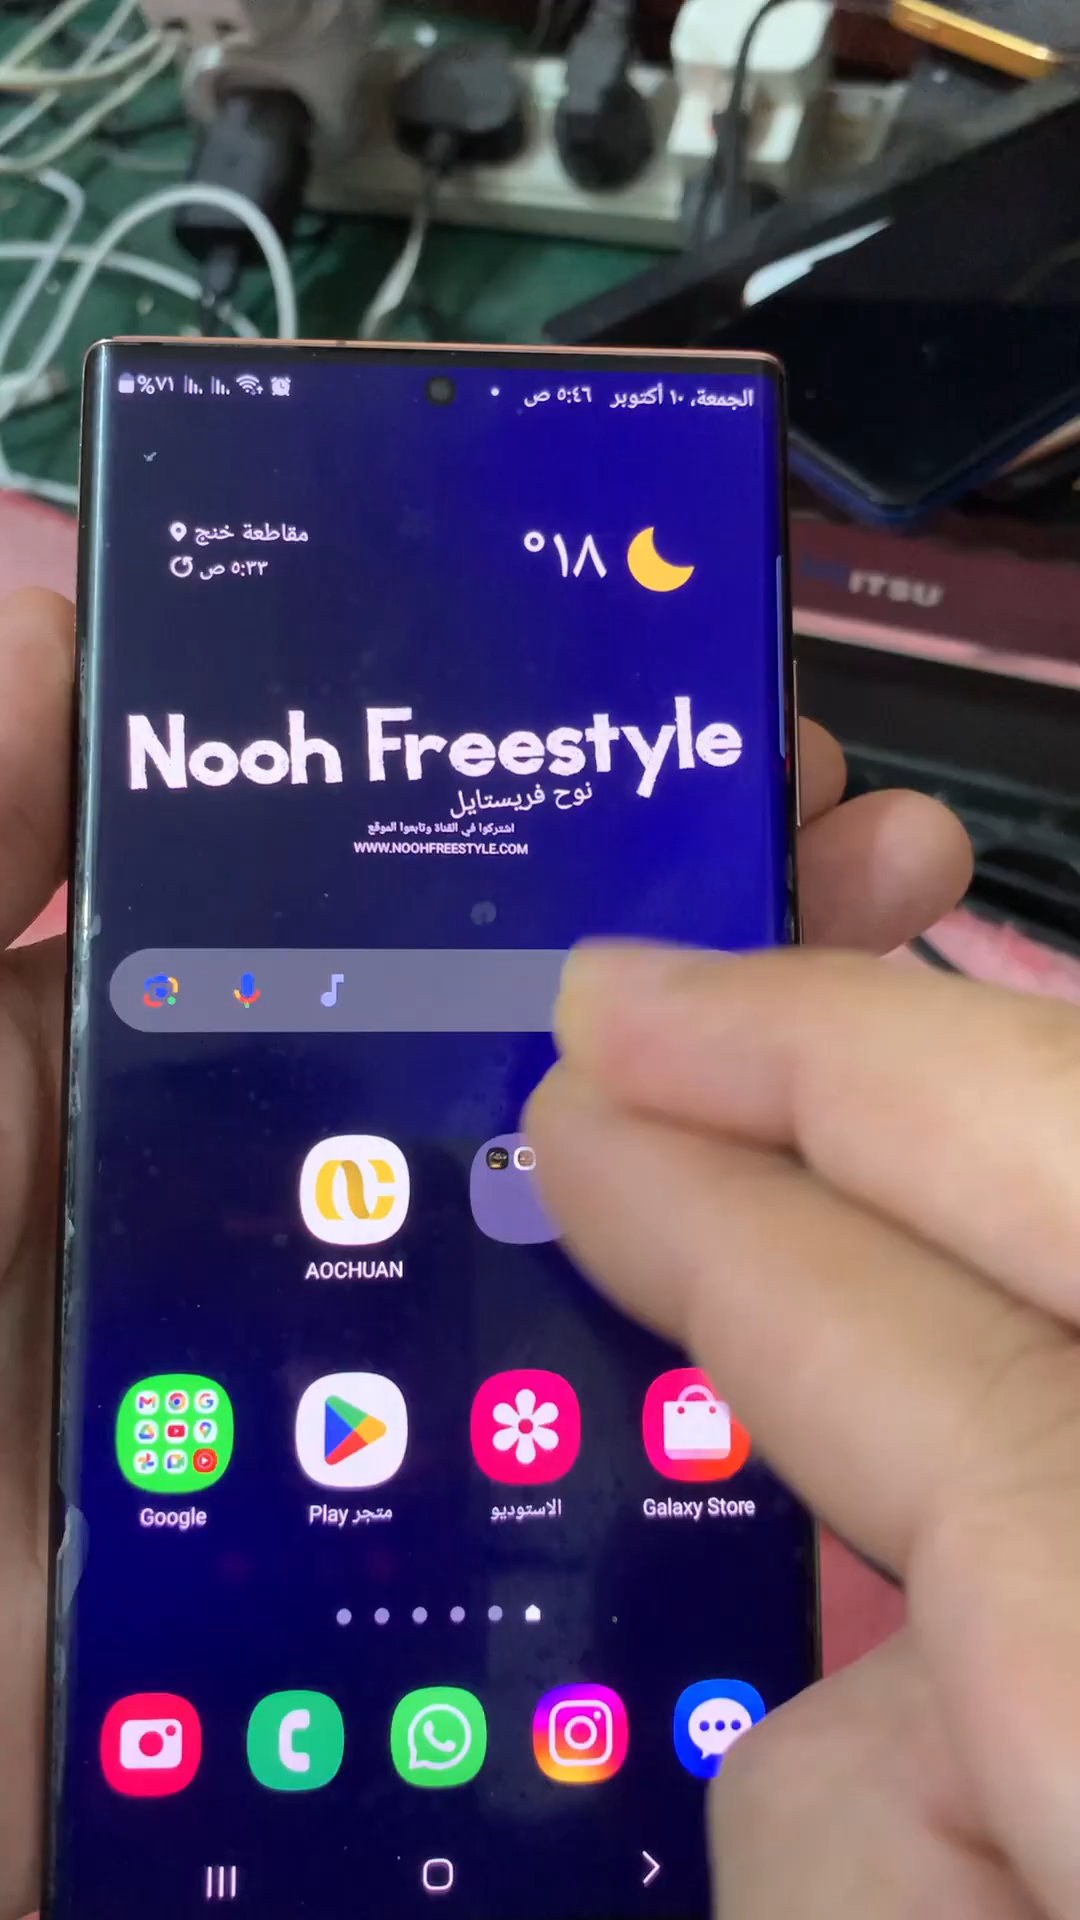 الجمعة، ١٠ أكتوبر ٥:٤٦ ص
%٧١
١٨°
مقاطعة خنج
٥:٣٣ ص
ITSU
Nooh Freestyle
نوح فريستايل
اشتركوا في القناة وتابعوا الموقع
WWW.NOOHFREESTYLE.COM
AOCHUAN
Google
متجر Play
الاستوديو
Galaxy Store